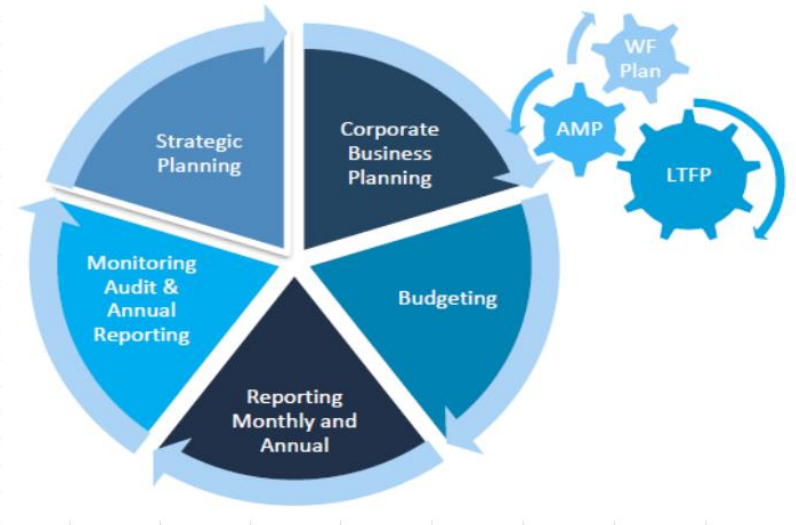 Strategic
Planning
Corporate
Business
Planning
WF
Plan
AMP
LTFP
Budgeting
Reporting
Monthly and
Annual
Monitoring
Audit &
Annual
Reporting